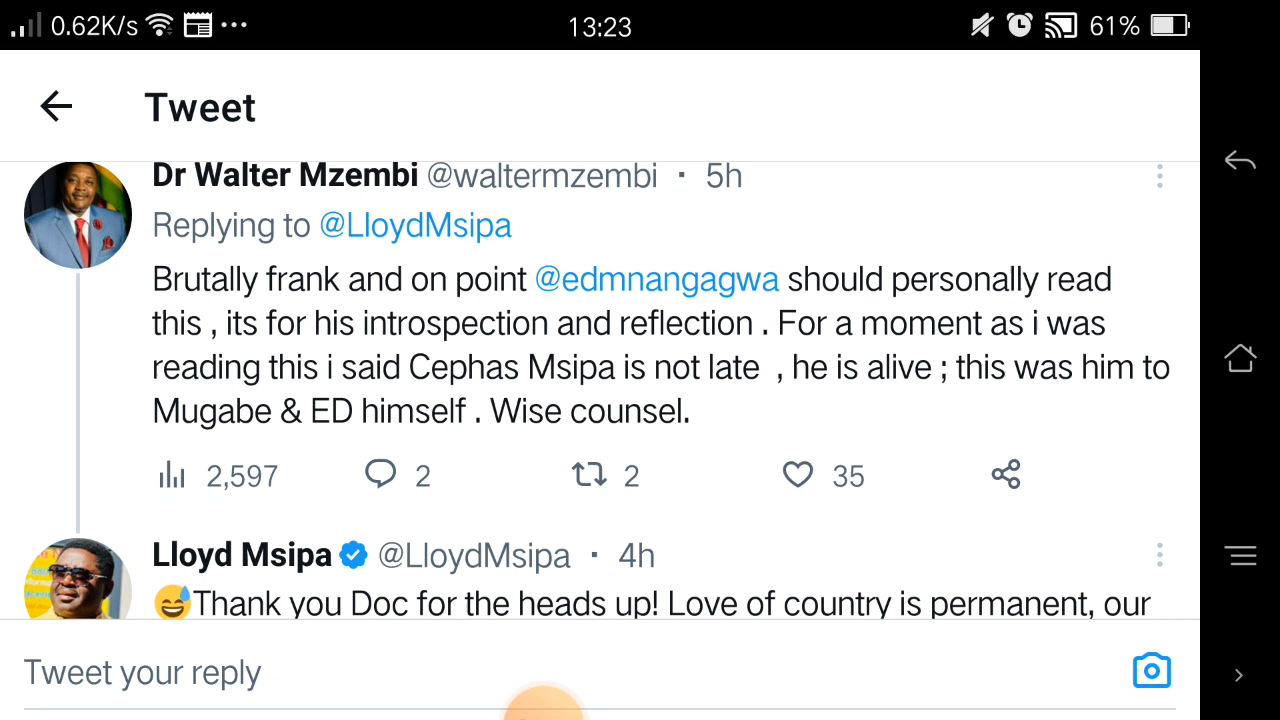 0.62K/s 13:23 61%
Tweet
Dr Walter Mzembi @waltermzembi · 5h
Replying to @LloydMsipa
Brutally frank and on point @edmnangagwa should personally read
this , its for his introspection and reflection . For a moment as i was
reading this i said Cephas Msipa is not late , he is alive ; this was him to
Mugabe & ED himself . Wise counsel.
2,597 2 2 35
Lloyd Msipa @LloydMsipa · 4h
😅Thank you Doc for the heads up! Love of country is permanent, our
Tweet your reply